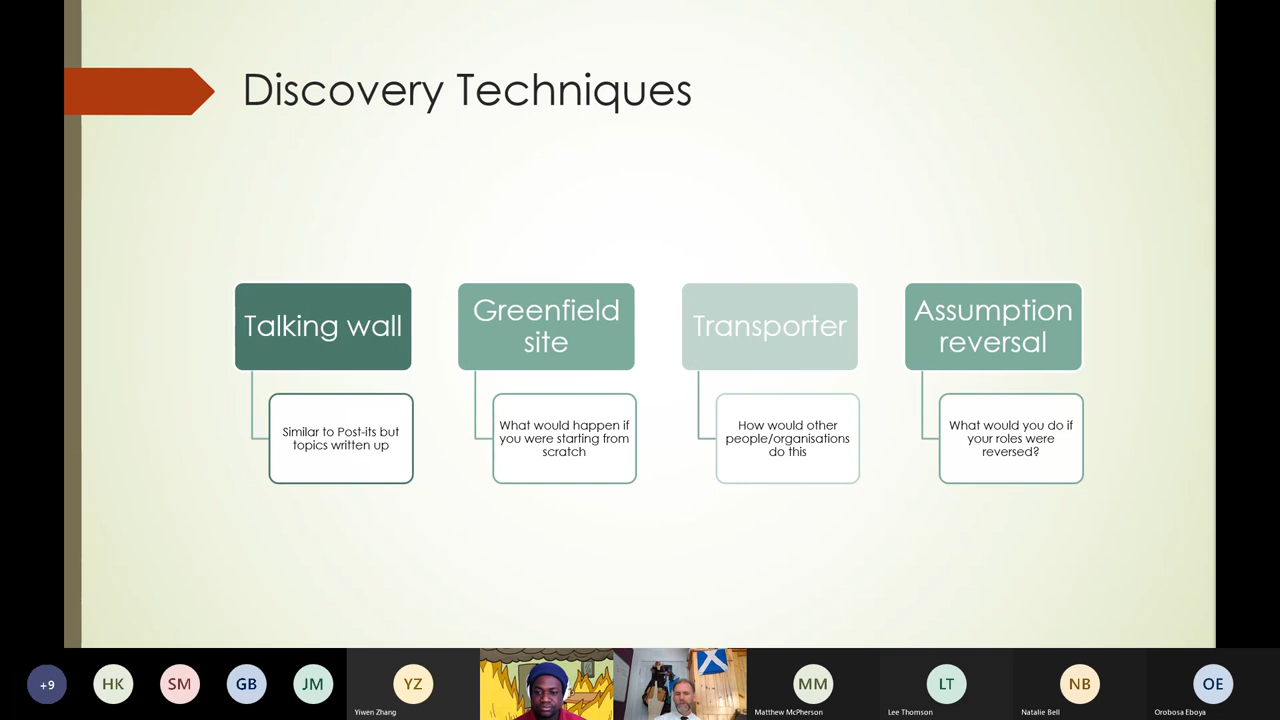 Discovery Techniques
Talking wall
Similar to Post-its but
topics written up
Greenfield
site
What would happen if
you were starting from
scratch
Transporter
How would other
people/organisations
do this
Assumption
reversal
What would you do if
your roles were
reversed?
+9
HK
SM
GB
JM
YZ
Yiwen Zhang
MM
Matthew McPherson
LT
Lee Thomson
NB
Natalie Bell
OE
Orobosa Eboya